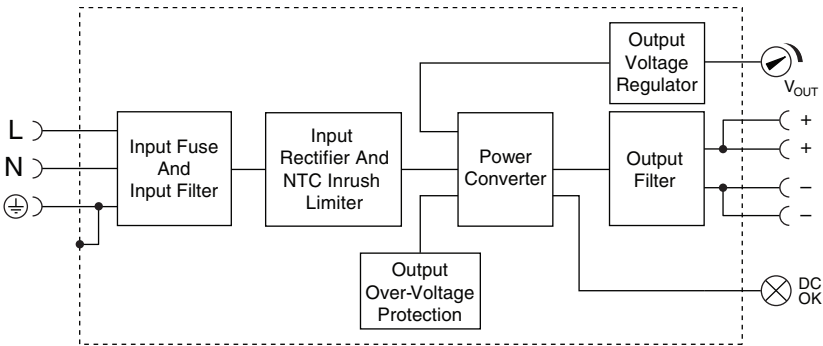 Output
Voltage
Regulator
VOUT
L
N
Input Fuse
And
Input Filter
Input
Rectifier And
NTC Inrush
Limiter
Power
Converter
Output
Filter
+
+
–
–
Output
Over-Voltage
Protection
DC
OK